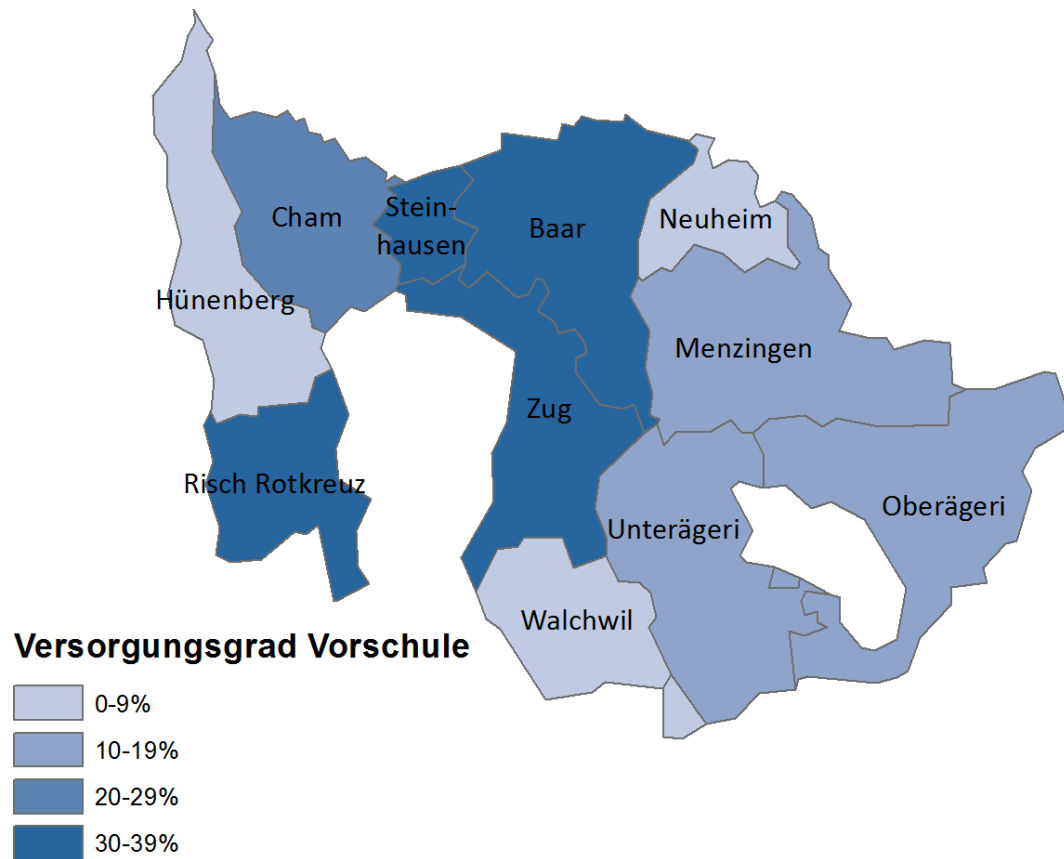 Cham
Stein-
hausen
Baar
Neuheim
Hünenberg
Menzingen
Zug
Risch Rotkreuz
Unterägeri
Oberägeri
Walchwil
Versorgungsgrad Vorschule
0-9%
10-19%
20-29%
30-39%